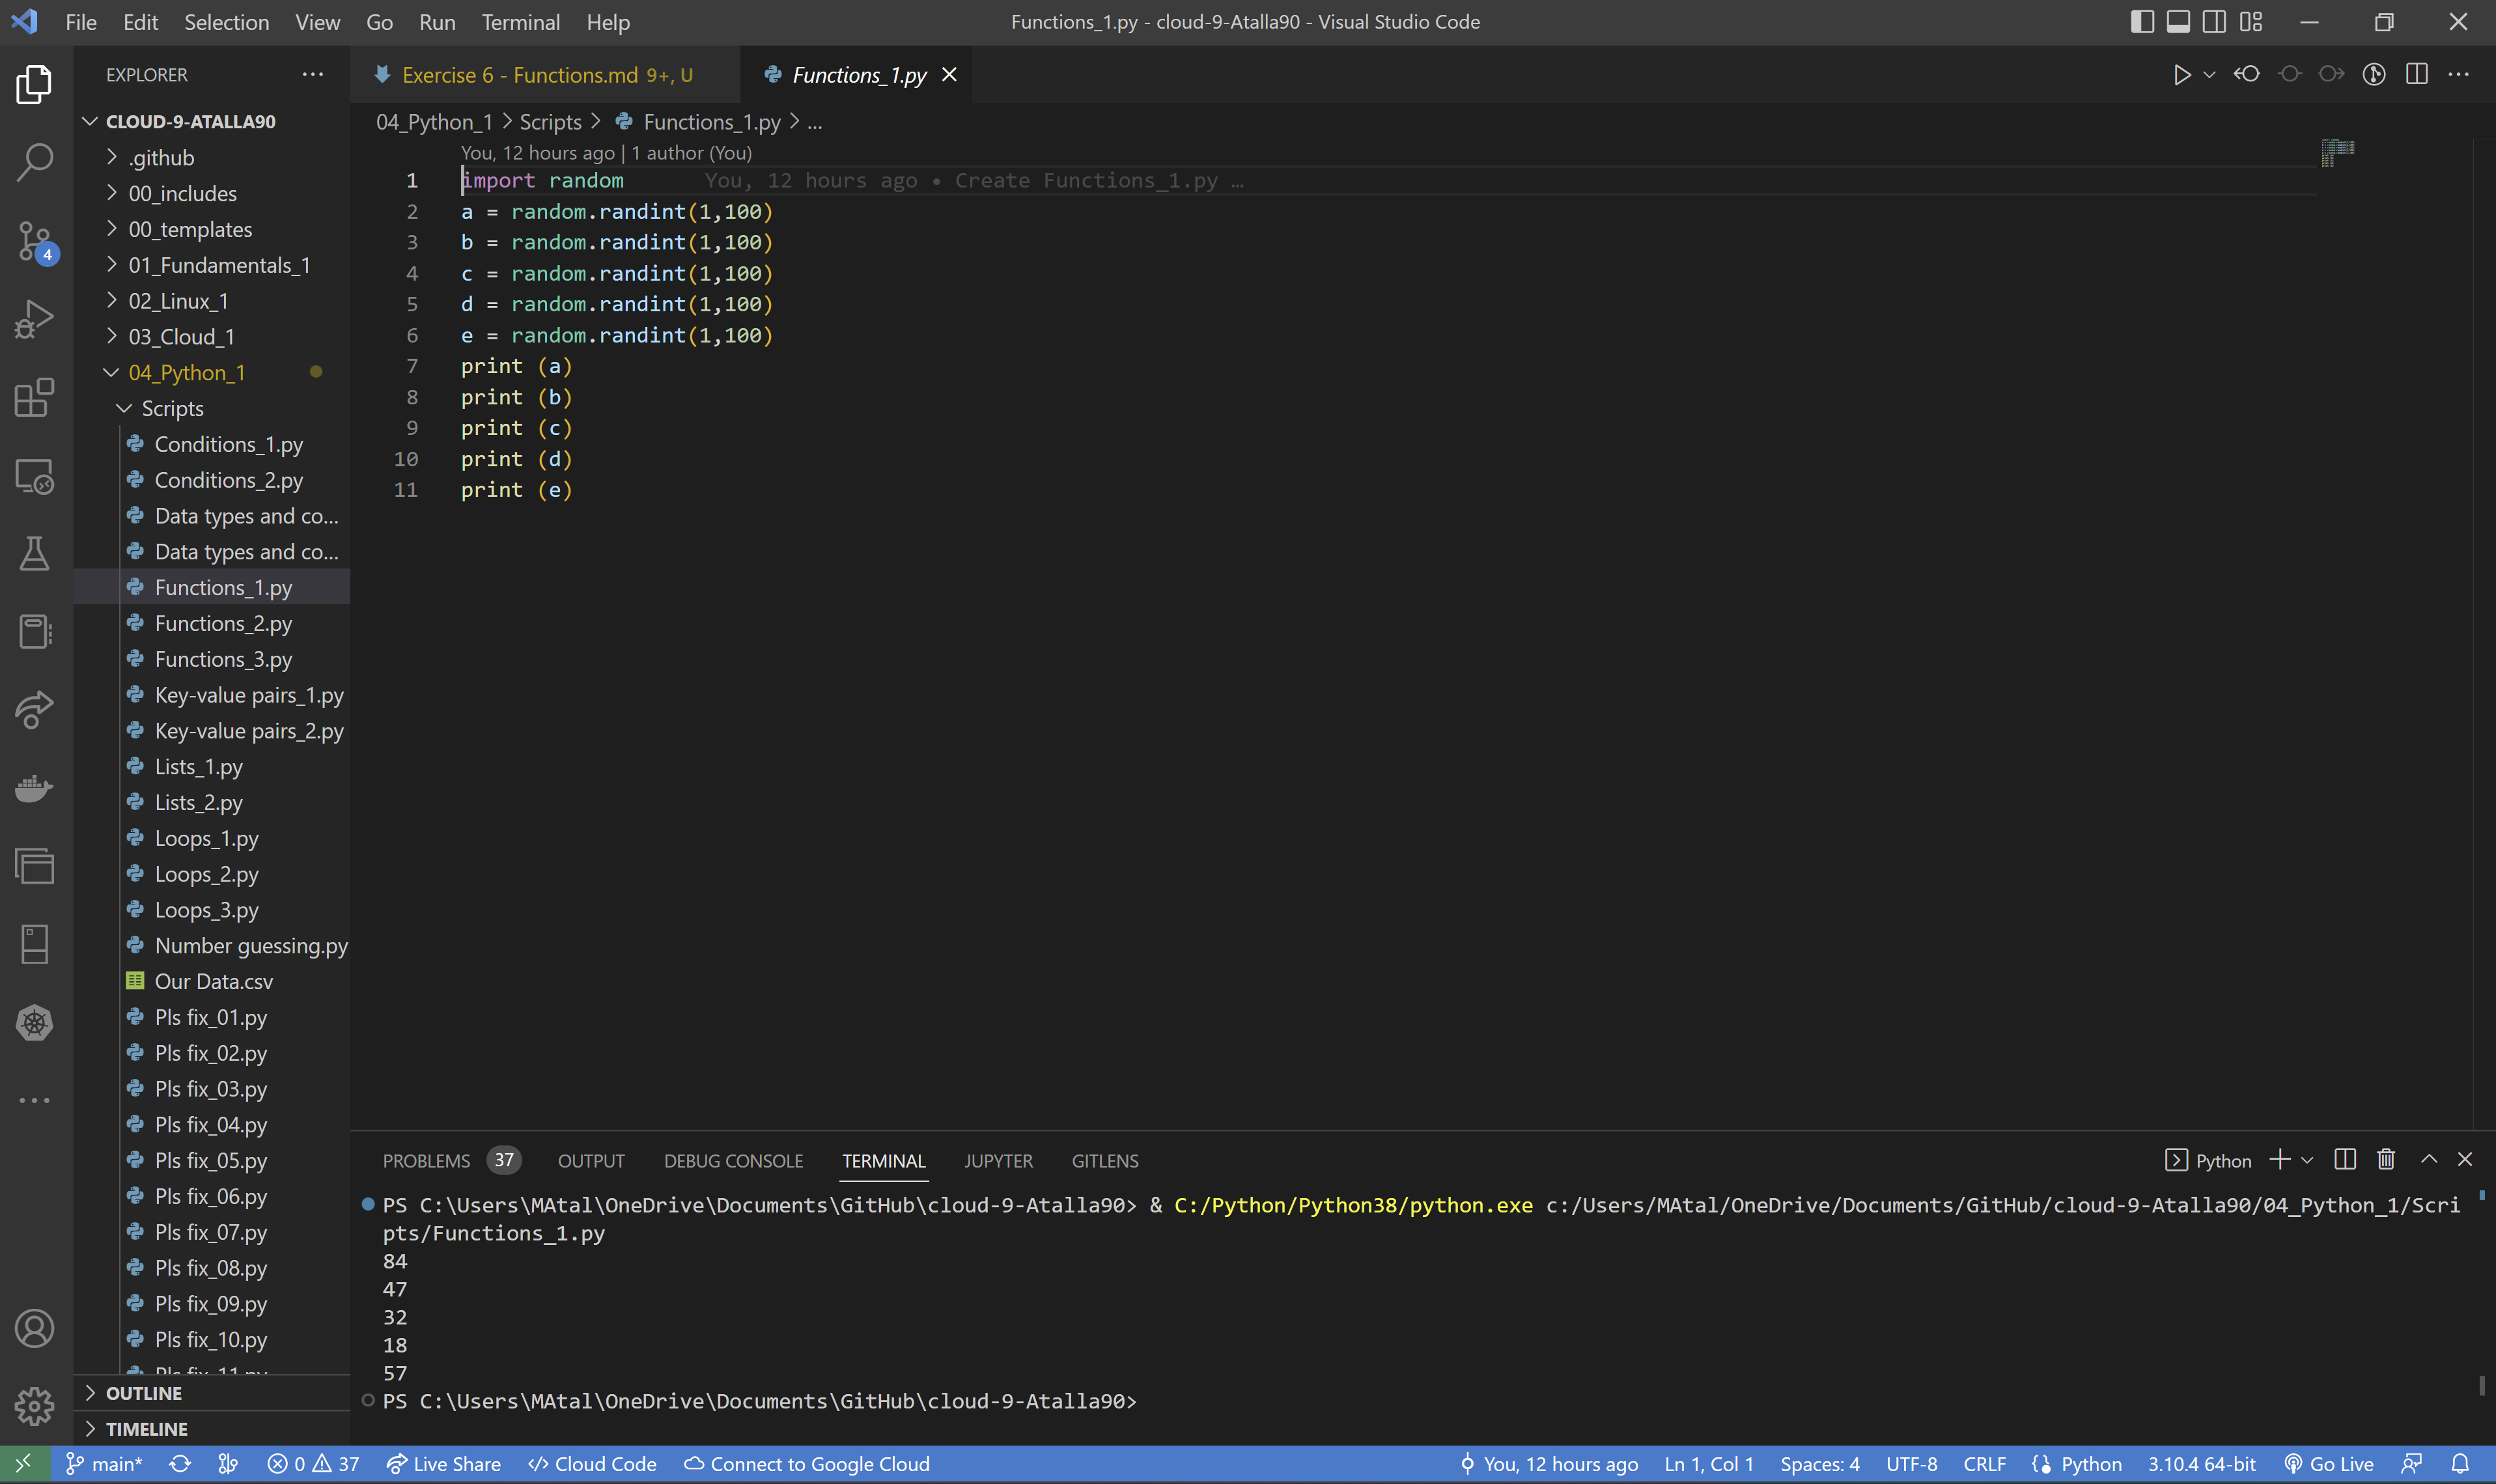 File Edit Selection View Go Run Terminal Help
Functions_1.py - cloud-9-Atalla90 - Visual Studio Code
EXPLORER
CLOUD-9-ATALLA90
.github
00_includes
00_templates
01_Fundamentals_1
02_Linux_1
03_Cloud_1
04_Python_1
Scripts
Conditions_1.py
Conditions_2.py
Data types and co...
Data types and co...
Functions_1.py
Functions_2.py
Functions_3.py
Key-value pairs_1.py
Key-value pairs_2.py
Lists_1.py
Lists_2.py
Loops_1.py
Loops_2.py
Loops_3.py
Number guessing.py
Our Data.csv
Pls fix_01.py
Pls fix_02.py
Pls fix_03.py
Pls fix_04.py
Pls fix_05.py
Pls fix_06.py
Pls fix_07.py
Pls fix_08.py
Pls fix_09.py
Pls fix_10.py
Pls fix_11.py
OUTLINE
TIMELINE
4
Exercise 6 - Functions.md 9+, U
Functions_1.py
04_Python_1 > Scripts > Functions_1.py > ...
You, 12 hours ago | 1 author (You)
1 import random You, 12 hours ago • Create Functions_1.py …
2 a = random.randint(1,100)
3 b = random.randint(1,100)
4 c = random.randint(1,100)
5 d = random.randint(1,100)
6 e = random.randint(1,100)
7 print (a)
8 print (b)
9 print (c)
10 print (d)
11 print (e)
PROBLEMS 37 OUTPUT DEBUG CONSOLE TERMINAL JUPYTER GITLENS
Python
PS C:\Users\MAtal\OneDrive\Documents\GitHub\cloud-9-Atalla90> & C:/Python/Python38/python.exe c:/Users/MAtal/OneDrive/Documents/GitHub/cloud-9-Atalla90/04_Python_1/Scri
pts/Functions_1.py
84
47
32
18
57
PS C:\Users\MAtal\OneDrive\Documents\GitHub\cloud-9-Atalla90>
main* 0 37 Live Share Cloud Code Connect to Google Cloud
You, 12 hours ago Ln 1, Col 1 Spaces: 4 UTF-8 CRLF Python 3.10.4 64-bit Go Live